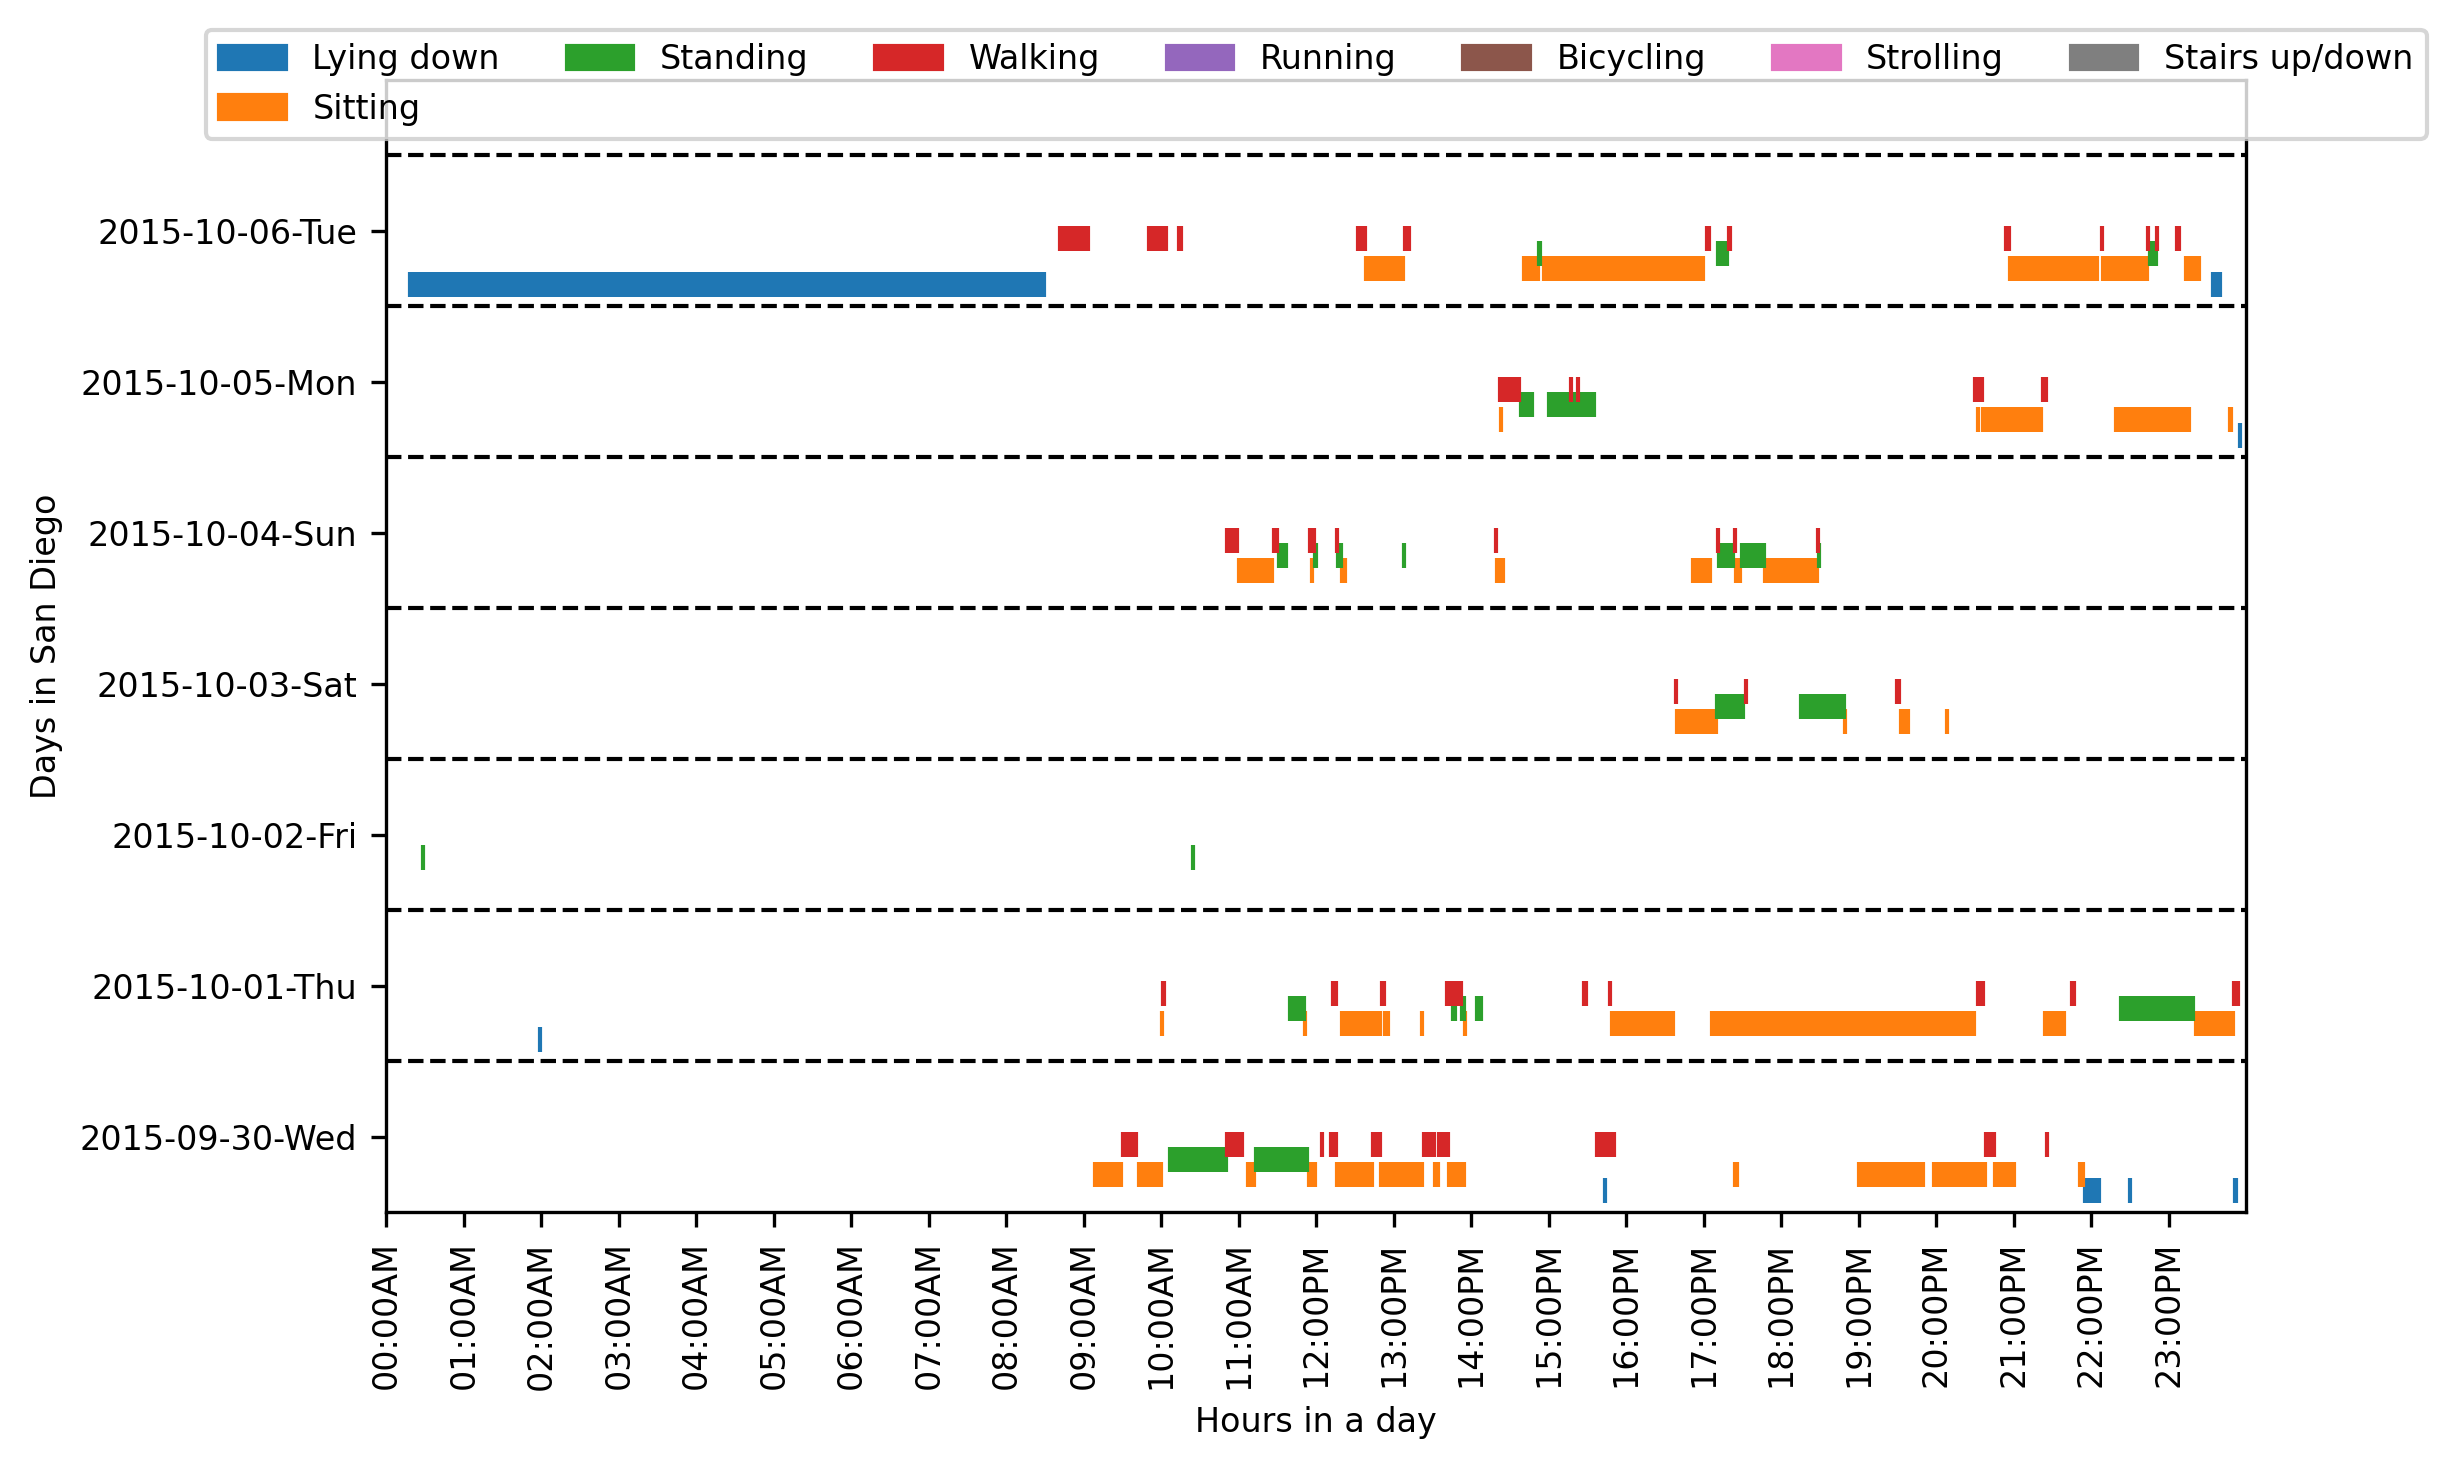 Lying down Standing Walking Running Bicycling Strolling Stairs up/down
Sitting
Days in San Diego
2015-10-06-Tue
2015-10-05-Mon
2015-10-04-Sun
2015-10-03-Sat
2015-10-02-Fri
2015-10-01-Thu
2015-09-30-Wed
00:00AM
01:00AM
02:00AM
03:00AM
04:00AM
05:00AM
06:00AM
07:00AM
08:00AM
09:00AM
10:00AM
11:00AM
12:00PM
13:00PM
14:00PM
15:00PM
16:00PM
17:00PM
18:00PM
19:00PM
20:00PM
21:00PM
22:00PM
23:00PM
Hours in a day